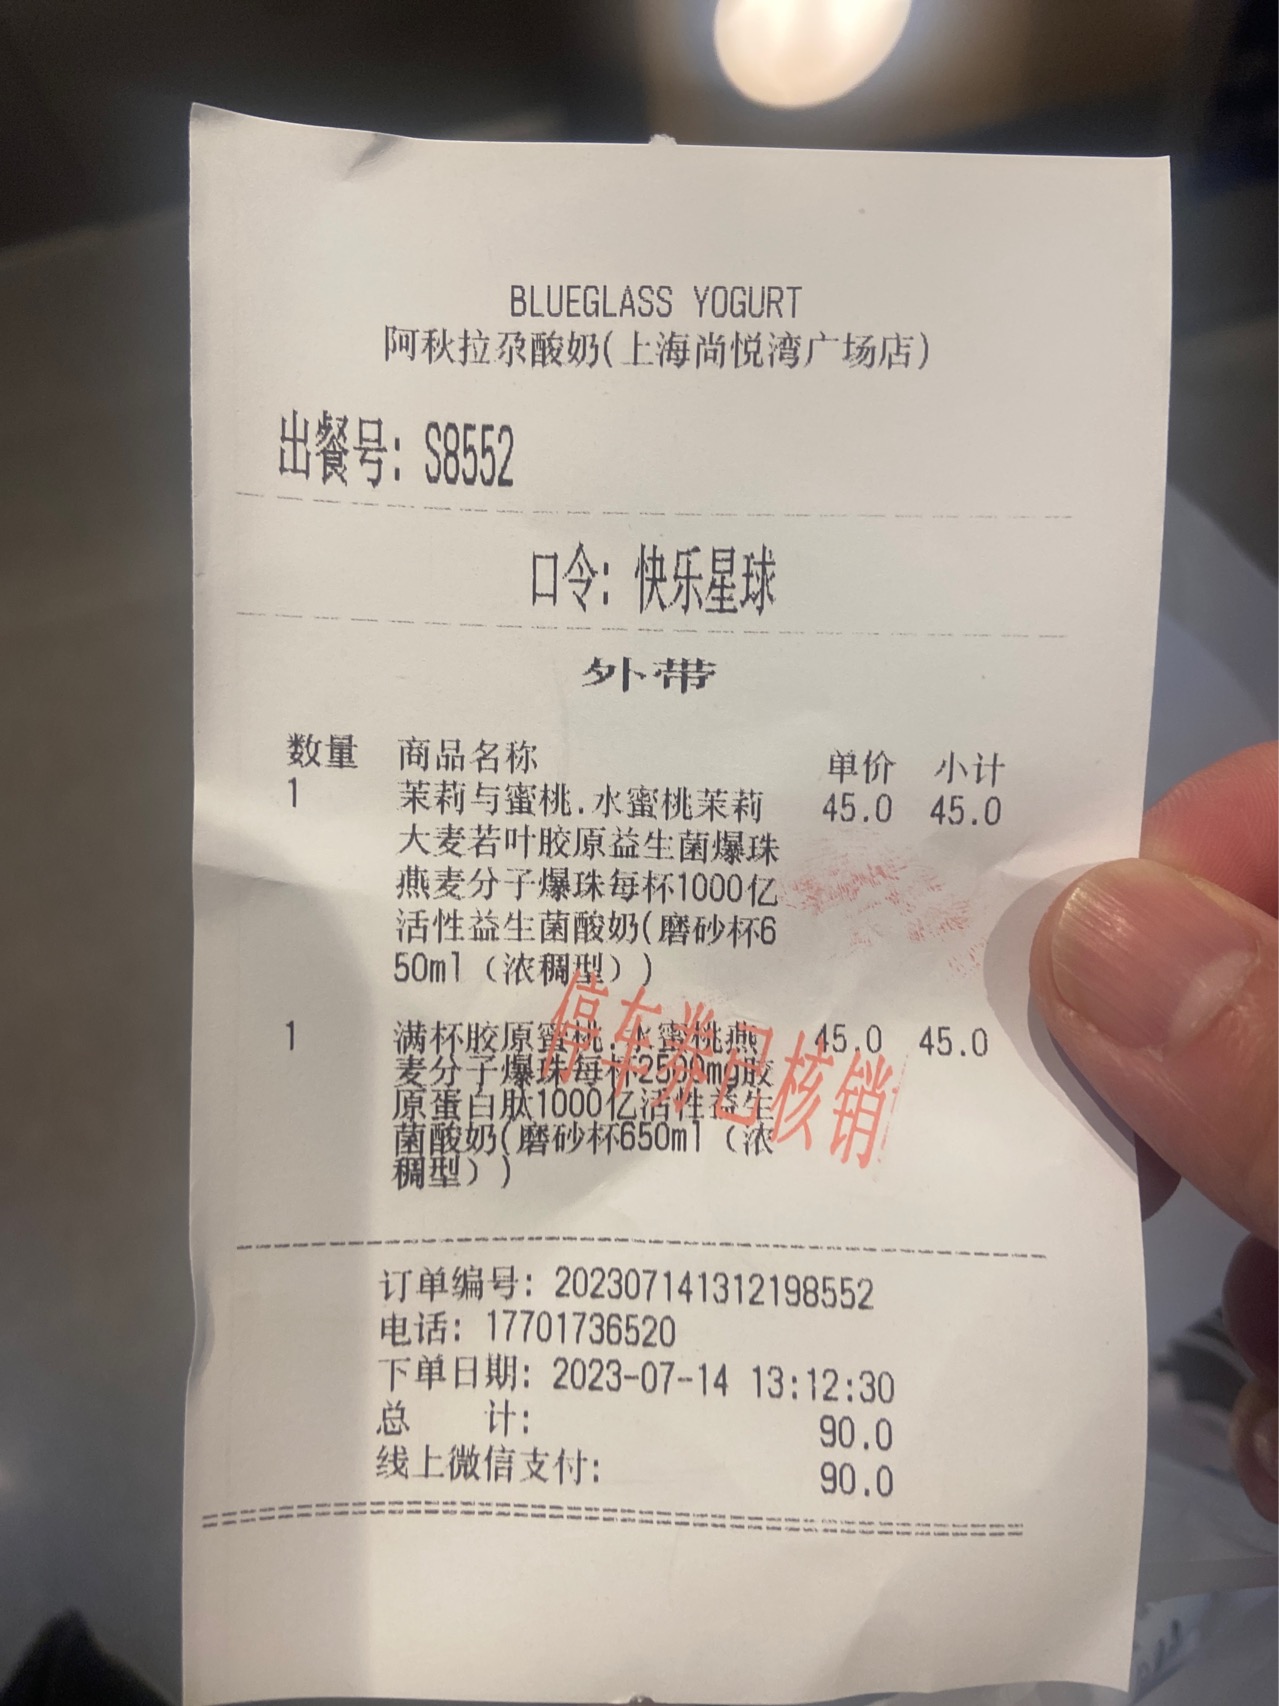 BLUEGLASS YOGURT
阿秋拉尕酸奶(上海尚悦湾广场店)
出餐号: S8552
口令: 快乐星球
外带
数量 商品名称 单价 小计
1 茉莉与蜜桃.水蜜桃茉莉 45.0 45.0
大麦若叶胶原益生菌爆珠
燕麦分子爆珠每杯1000亿
活性益生菌酸奶(磨砂杯6
50ml（浓稠型）)
1 满杯胶原蜜桃.水蜜桃燕 45.0 45.0
麦分子爆珠每杯2500mg胶
原蛋白肽1000亿活性益生
菌酸奶(磨砂杯650ml（浓
稠型）)
停车券已核销
订单编号: 202307141312198552
电话: 17701736520
下单日期: 2023-07-14 13:12:30
总 计: 90.0
线上微信支付: 90.0